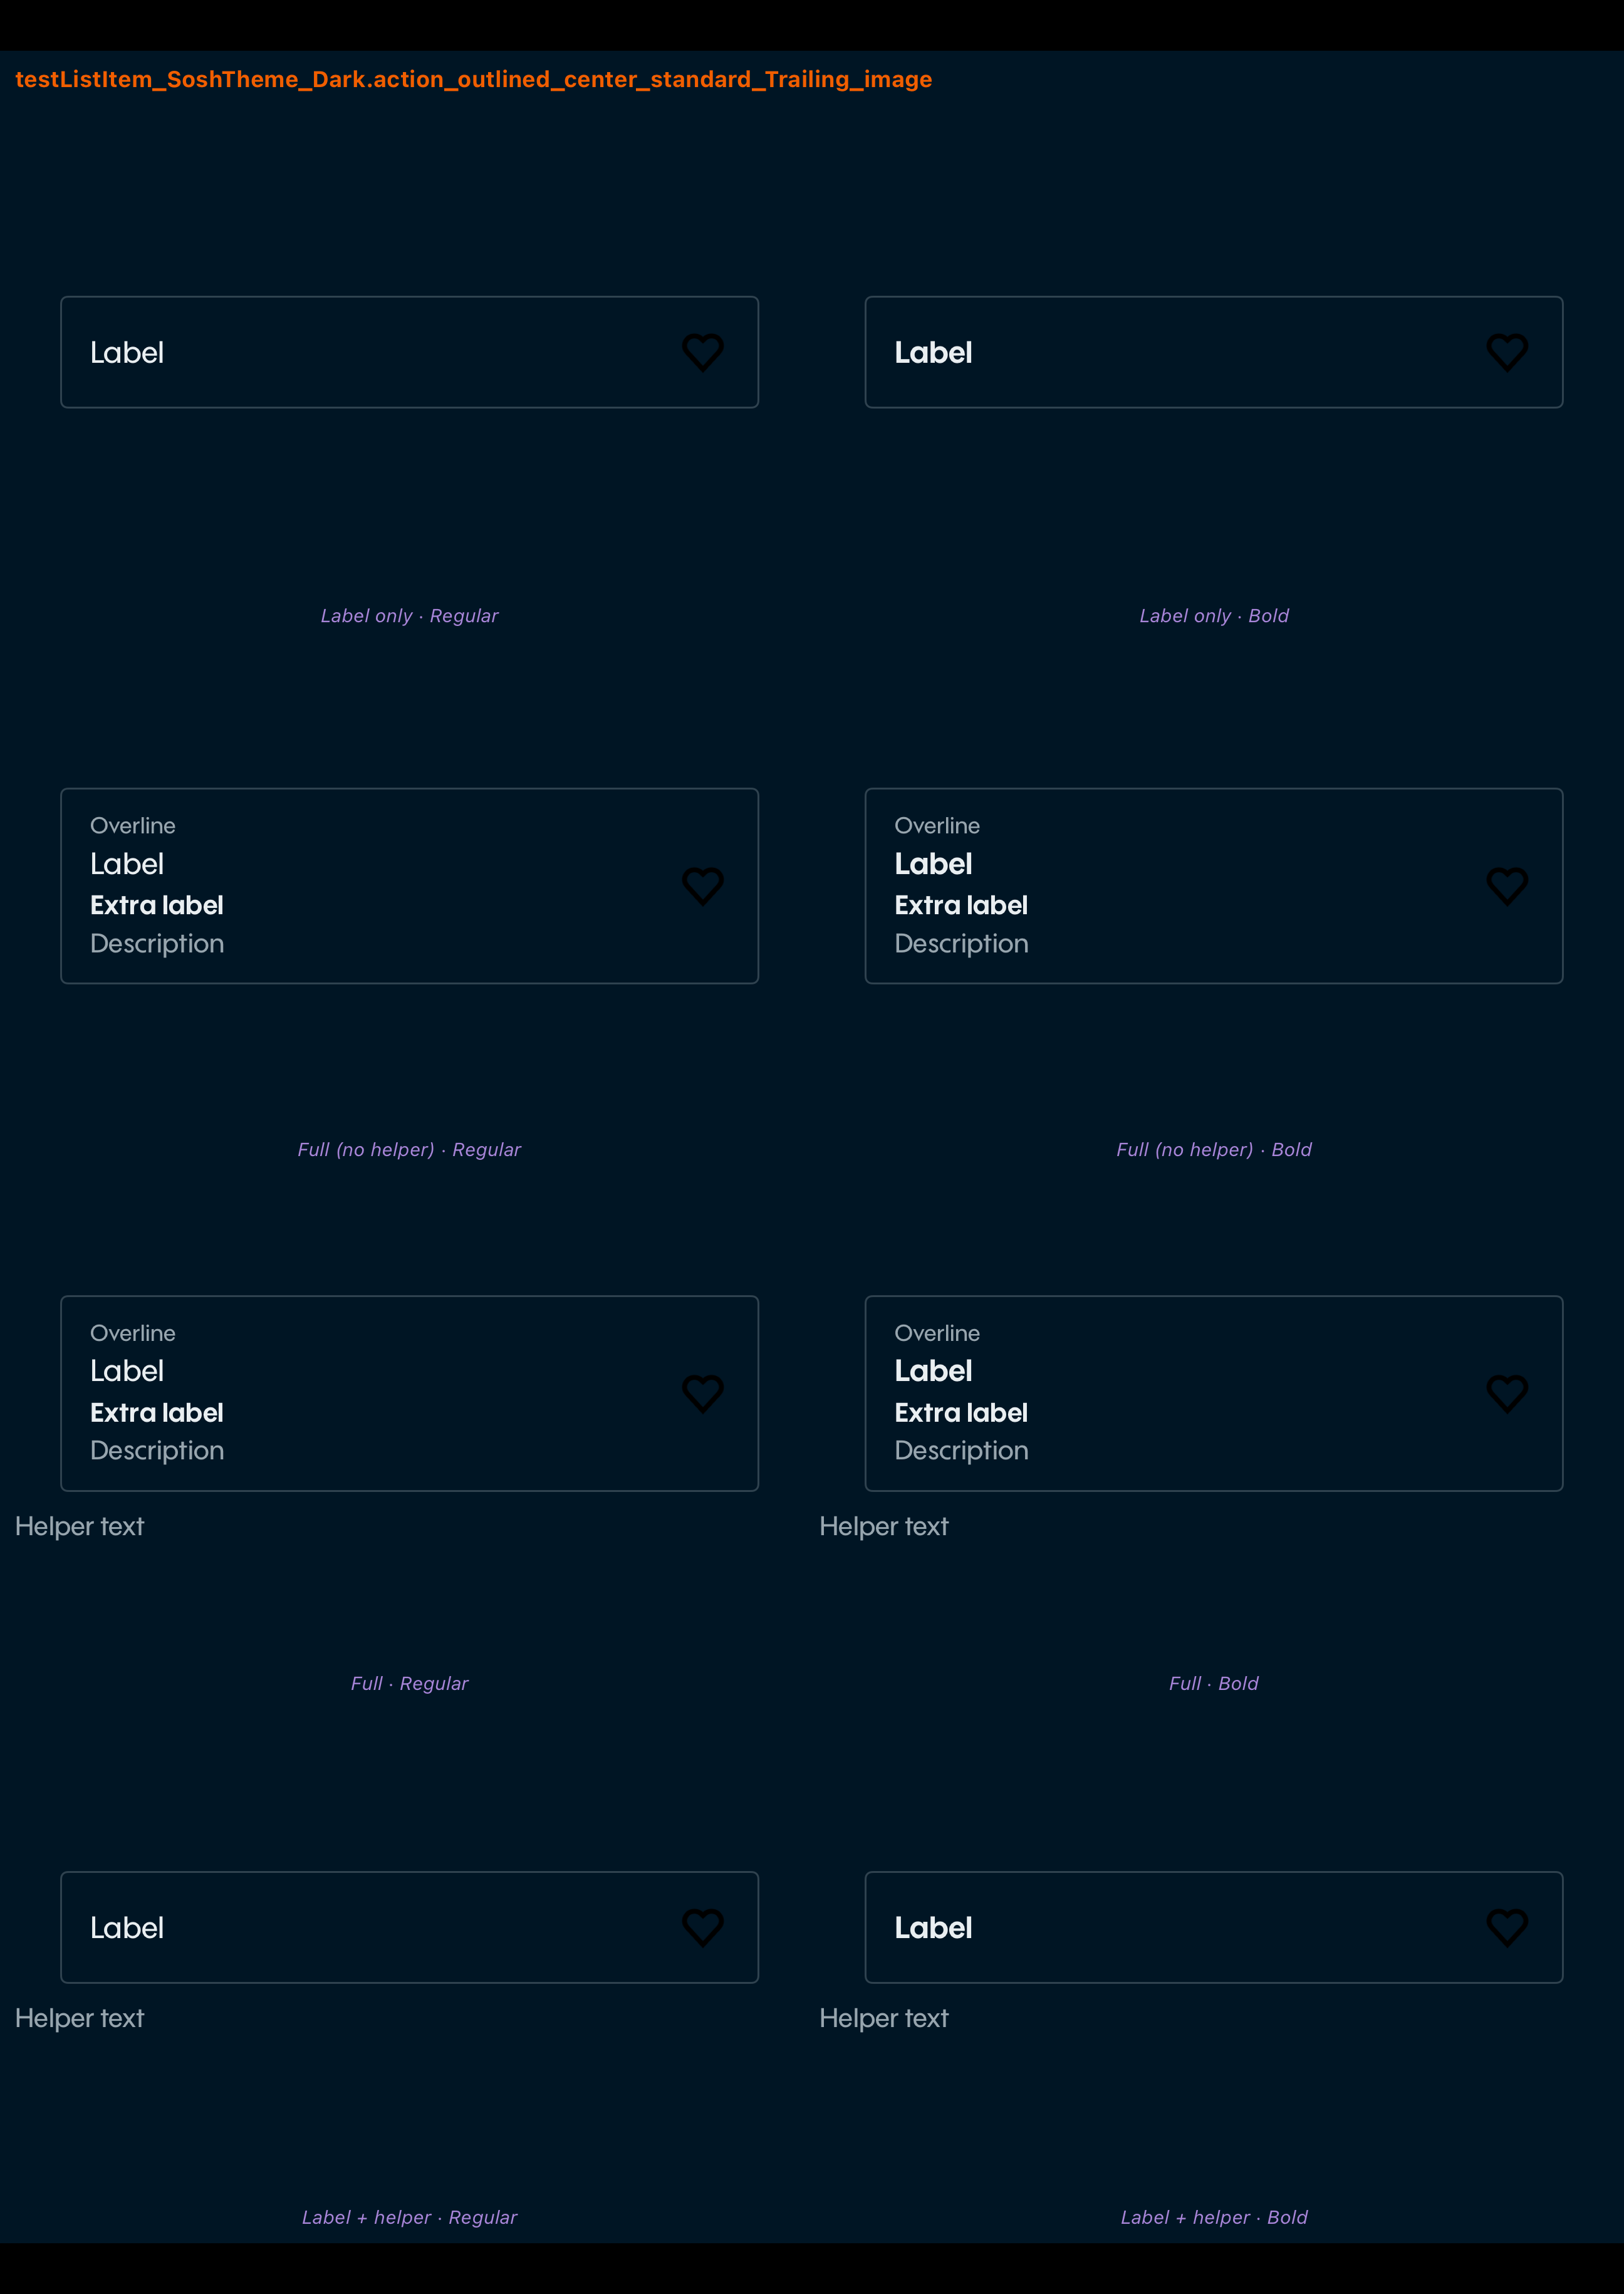 testListItem_SoshTheme_Dark.action_outlined_center_standard_Trailing_image
Label
Label
Label only · Regular
Label only · Bold
Overline
Label
Extra label
Description
Overline
Label
Extra label
Description
Full (no helper) · Regular
Full (no helper) · Bold
Overline
Label
Extra label
Description
Helper text
Overline
Label
Extra label
Description
Helper text
Full · Regular
Full · Bold
Label
Helper text
Label
Helper text
Label + helper · Regular
Label + helper · Bold